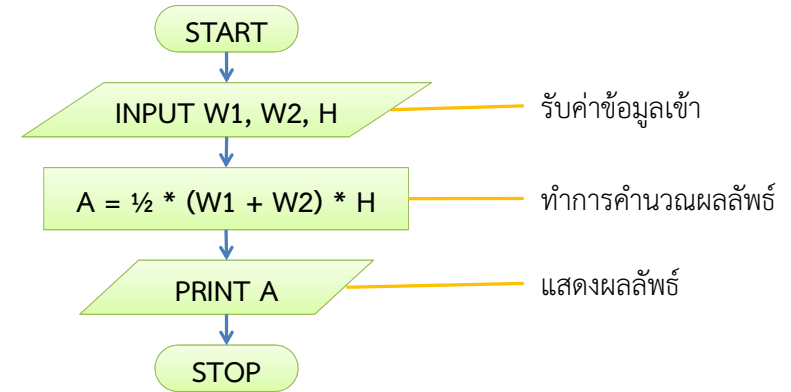 START
INPUT W1, W2, H
รับค่าข้อมูลเข้า
A = ½ * (W1 + W2) * H
ทำการคำนวณผลลัพธ์
PRINT A
แสดงผลลัพธ์
STOP